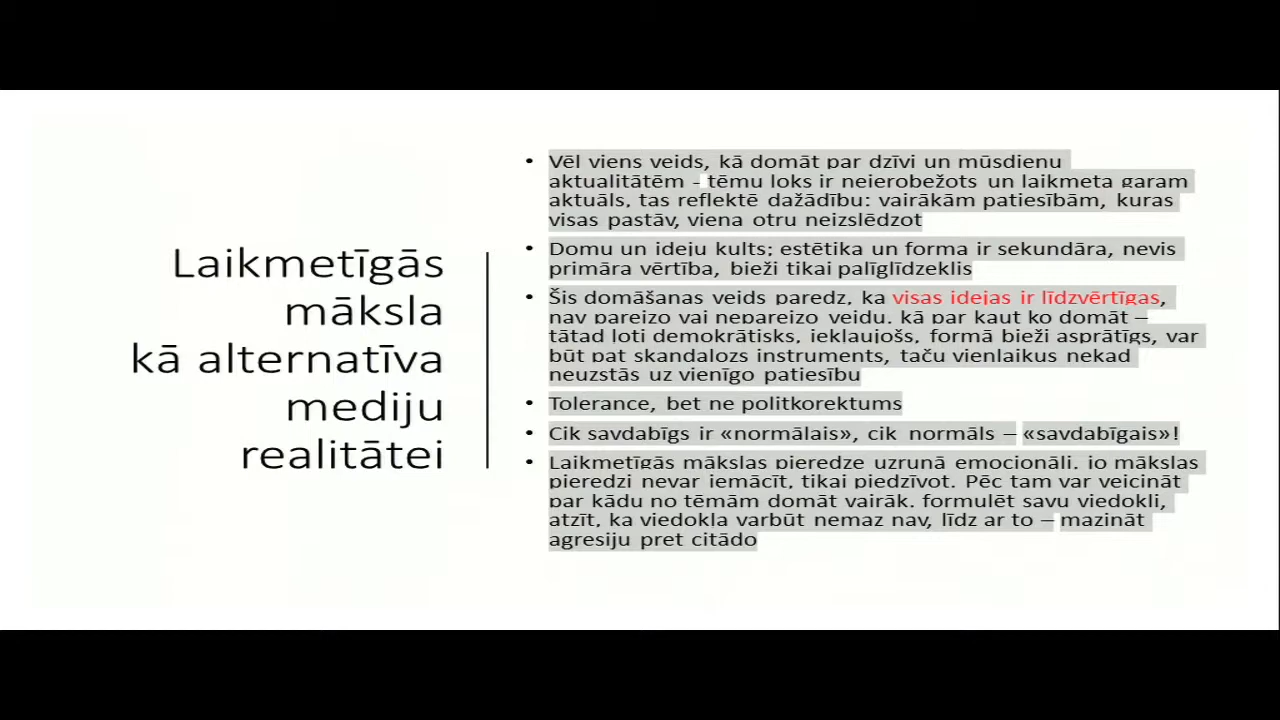 Laikmetīgās
māksla
kā alternatīva
mediju
realitātei
• Vēl viens veids, kā domāt par dzīvi un mūsdienu
aktualitātēm - tēmu loks ir neierobežots un laikmeta garam
aktuāls, tas reflektē dažādību: vairākām patiesībām, kuras
visas pastāv, viena otru neizslēdzot
• Domu un ideju kults; estētika un forma ir sekundāra, nevis
primāra vērtība, bieži tikai palīglīdzeklis
• Šis domāšanas veids paredz, ka visas idejas ir līdzvērtīgas,
nav pareizo vai nepareizo veidu, kā par kaut ko domāt –
tātad ļoti demokrātisks, iekļaujošs, formā bieži asprātīgs, var
būt pat skandalozs instruments, taču vienlaikus nekad
neuzstās uz vienīgo patiesību
• Tolerance, bet ne politkorektums
• Cik savdabīgs ir «normālais», cik normāls – «savdabīgais»!
• Laikmetīgās mākslas pieredze uzrunā emocionāli, jo mākslas
pieredzi nevar iemācīt, tikai piedzīvot. Pēc tam var veicināt
par kādu no tēmām domāt vairāk, formulēt savu viedokli,
atzīt, ka viedokļa varbūt nemaz nav, līdz ar to – mazināt
agresiju pret citādo